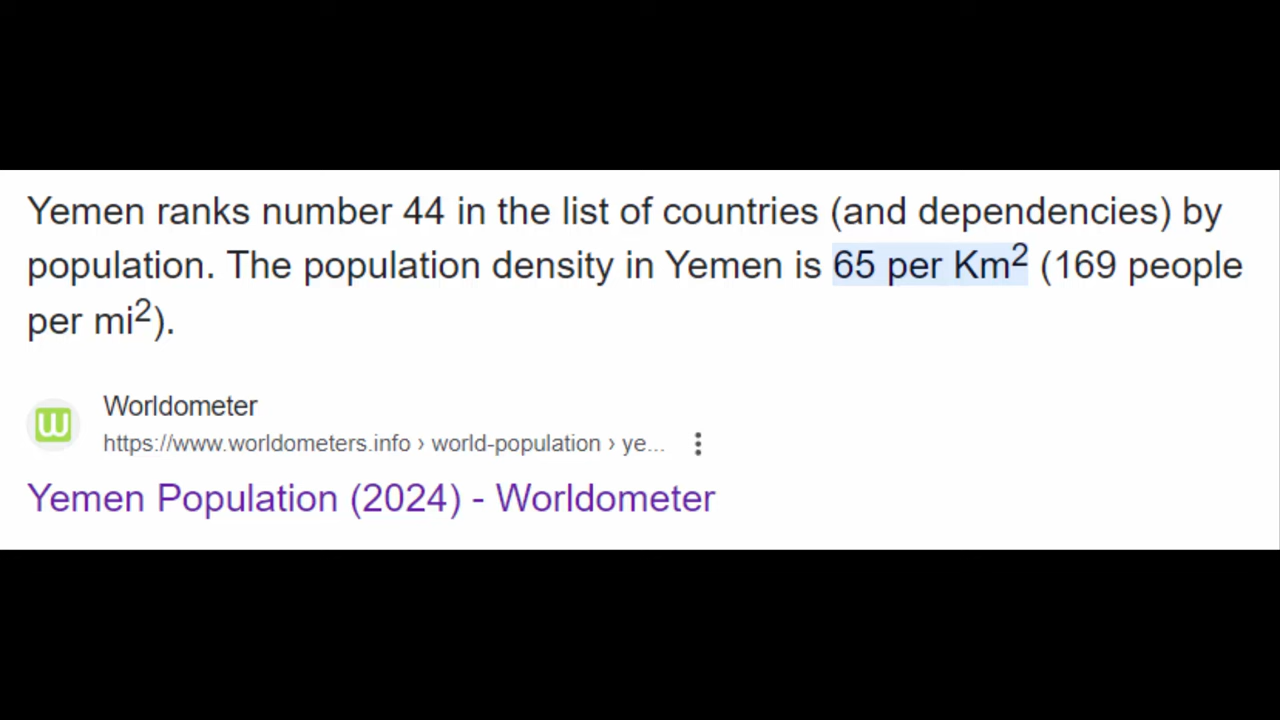 Yemen ranks number 44 in the list of countries (and dependencies) by
population. The population density in Yemen is 65 per Km² (169 people
per mi²).
Worldometer
https://www.worldometers.info › world-population › ye...
Yemen Population (2024) - Worldometer